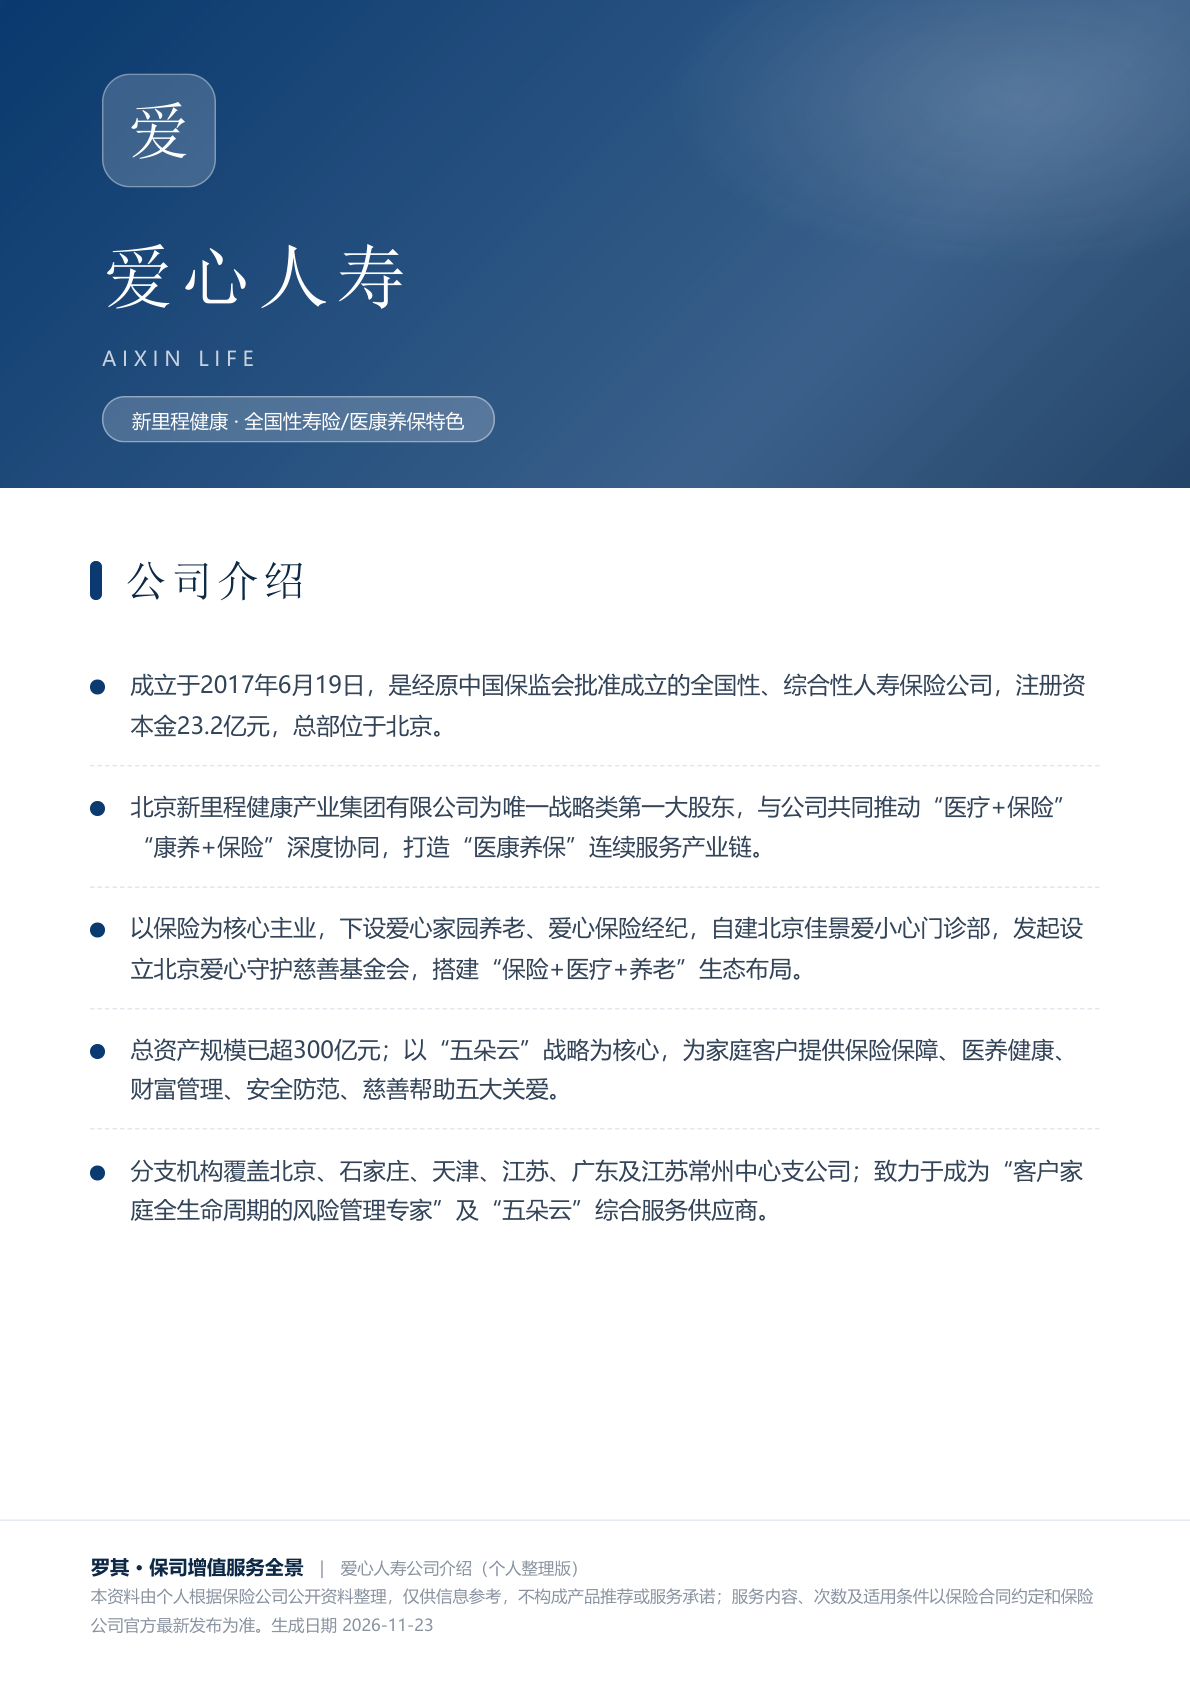 爱
爱心人寿
AIXIN LIFE
新里程健康 · 全国性寿险/医康养保特色
公司介绍
成立于2017年6月19日，是经原中国保监会批准成立的全国性、综合性人寿保险公司，注册资
本金23.2亿元，总部位于北京。
北京新里程健康产业集团有限公司为唯一战略类第一大股东，与公司共同推动“医疗+保险”
“康养+保险”深度协同，打造“医康养保”连续服务产业链。
以保险为核心主业，下设爱心家园养老、爱心保险经纪，自建北京佳景爱小心门诊部，发起设
立北京爱心守护慈善基金会，搭建“保险+医疗+养老”生态布局。
总资产规模已超300亿元；以“五朵云”战略为核心，为家庭客户提供保险保障、医养健康、
财富管理、安全防范、慈善帮助五大关爱。
分支机构覆盖北京、石家庄、天津、江苏、广东及江苏常州中心支公司；致力于成为“客户家
庭全生命周期的风险管理专家”及“五朵云”综合服务供应商。
罗其 • 保司增值服务全景 | 爱心人寿公司介绍（个人整理版）
本资料由个人根据保险公司公开资料整理，仅供信息参考，不构成产品推荐或服务承诺；服务内容、次数及适用条件以保险合同约定和保险
公司官方最新发布为准。生成日期 2026-11-23